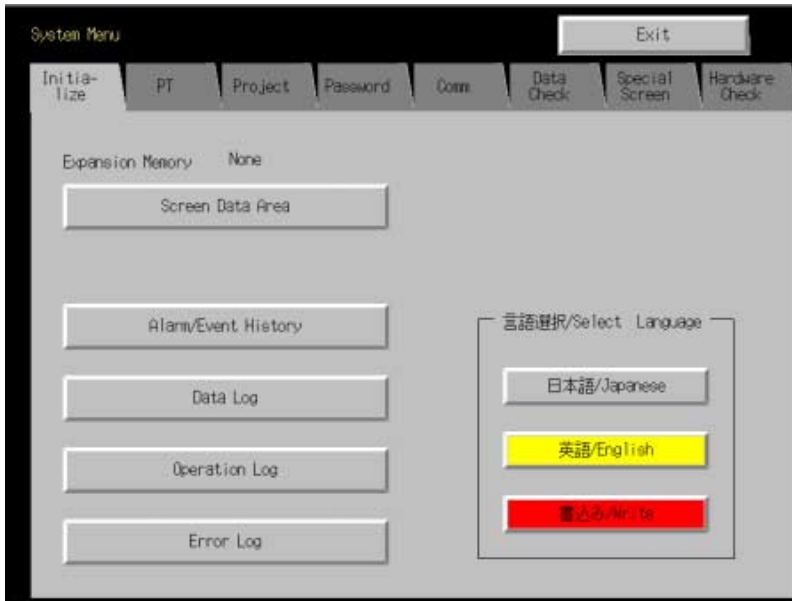 System Menu
Exit
Initia-
lize
PT
Project
Password
Comm.
Data
Check
Special
Screen
Hardware
Check
Expansion Memory None
Screen Data Area
Alarm/Event History
言語選択/Select Language
Data Log
日本語/Japanese
英語/English
Operation Log
書込み/Write
Error Log